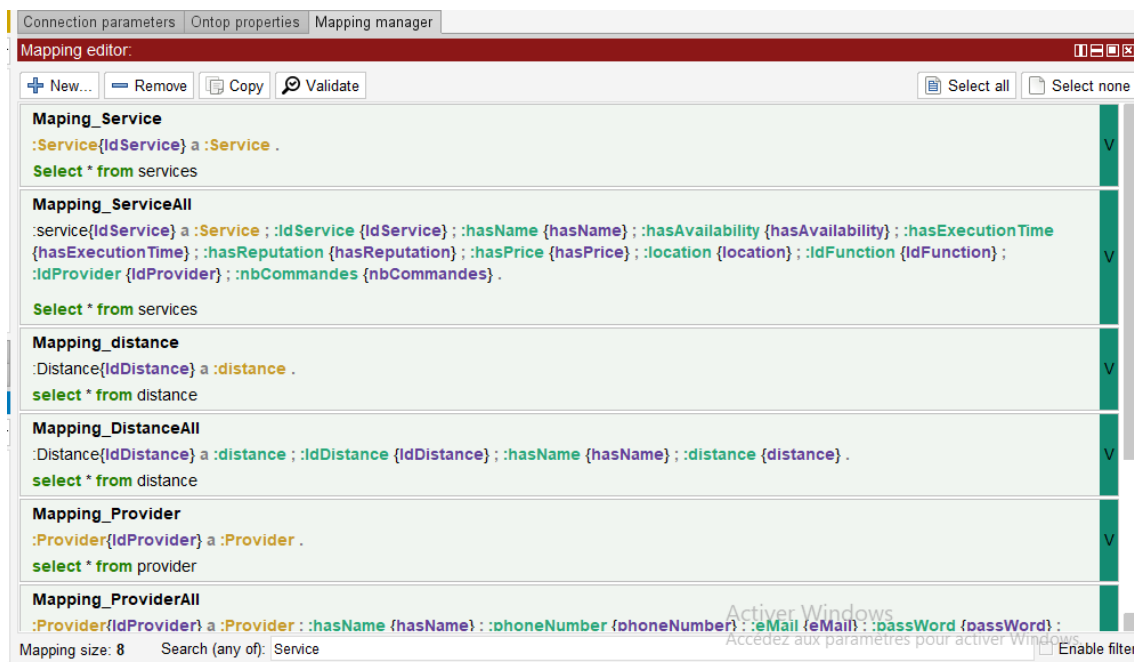 Connection parameters Ontop properties Mapping manager
Mapping editor:
New... Remove Copy Validate Select all Select none
Maping_Service
:Service{IdService} a :Service .
Select * from services
V
Mapping_ServiceAll
:service{IdService} a :Service ; :IdService {IdService} ; :hasName {hasName} ; :hasAvailability {hasAvailability} ; :hasExecutionTime
{hasExecutionTime} ; :hasReputation {hasReputation} ; :hasPrice {hasPrice} ; :location {location} ; :IdFunction {IdFunction} ;
:IdProvider {IdProvider} ; :nbCommandes {nbCommandes} .
Select * from services
V
Mapping_distance
:Distance{IdDistance} a :distance .
select * from distance
V
Mapping_DistanceAll
:Distance{IdDistance} a :distance ; :IdDistance {IdDistance} ; :hasName {hasName} ; :distance {distance} .
select * from distance
V
Mapping_Provider
:Provider{IdProvider} a :Provider .
select * from provider
V
Mapping_ProviderAll
:Provider{IdProvider} a :Provider ; :hasName {hasName} ; :phoneNumber {phoneNumber} ; :eMail {eMail} ; :passWord {passWord} ;
Activer Windows
Accédez aux paramètres pour activer Windows.
Mapping size: 8 Search (any of): Service Enable filter